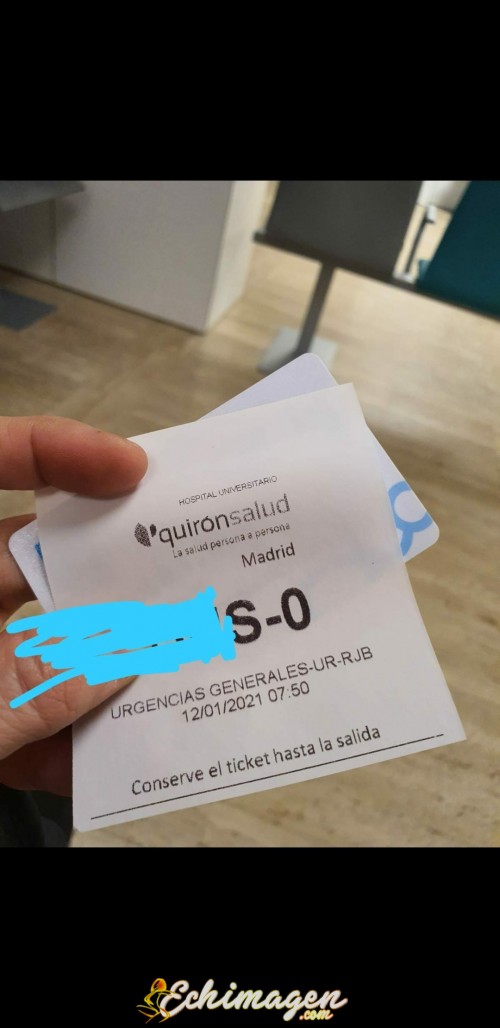 HOSPITAL UNIVERSITARIO
quirónsalud
La salud persona a persona
Madrid
S-0
URGENCIAS GENERALES-UR-RJB
12/01/2021 07:50
Conserve el ticket hasta la salida
Echimagen
.com